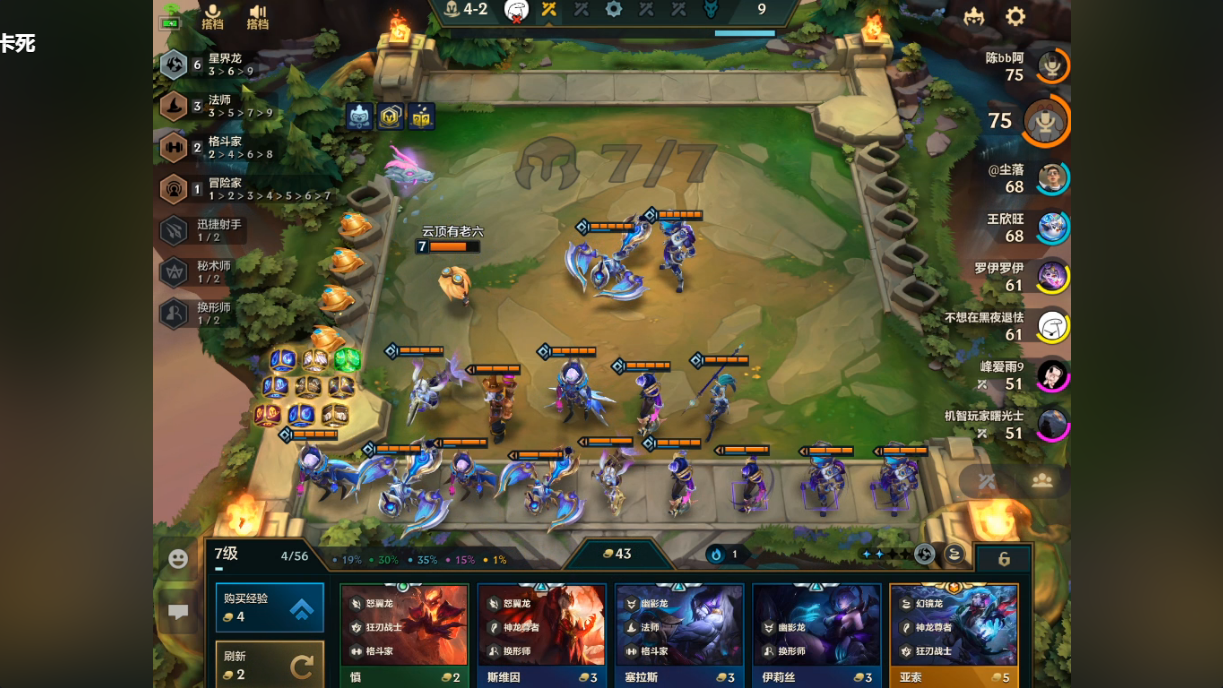 卡死
搭档
搭档
4-2
9
6 星界龙
3 > 6 > 9
3 法师
3 > 5 > 7 > 9
2 格斗家
2 > 4 > 6 > 8
1 冒险家
1 > 2 > 3 > 4 > 5 > 6 > 7
迅捷射手
1 / 2
秘术师
1 / 2
换形师
1 / 2
7/7
云顶有老六
7
陈bb阿
75
75
@尘落
68
王欣旺
68
罗伊罗伊
61
不想在黑夜退怯
61
峰爱雨9
51
机智玩家曙光士
51
7级
4/56
19%
30%
35%
15%
1%
43
1
购买经验
4
刷新
2
怒翼龙
狂刃战士
格斗家
慎
2
怒翼龙
神龙尊者
换形师
斯维因
3
幽影龙
法师
格斗家
塞拉斯
3
幽影龙
换形师
伊莉丝
3
幻镜龙
神龙尊者
狂刃战士
亚索
5